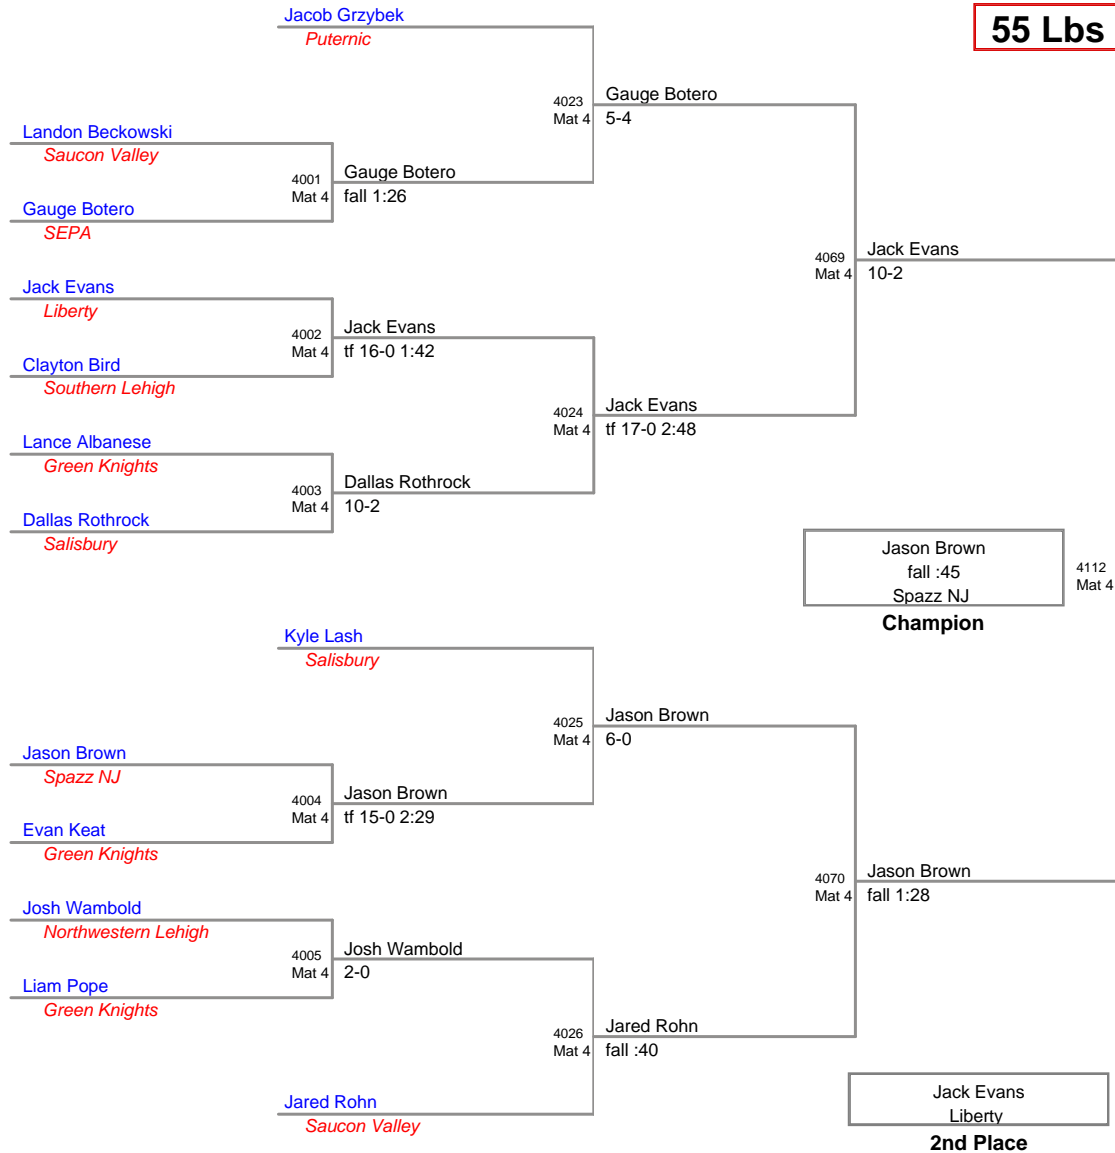 Jacob Grzybek
Puternic
55 Lbs
4023
Mat 4
Gauge Botero
5-4
Landon Beckowski
Saucon Valley
4001
Mat 4
Gauge Botero
fall 1:26
Gauge Botero
SEPA
4069
Mat 4
Jack Evans
10-2
Jack Evans
Liberty
4002
Mat 4
Jack Evans
tf 16-0 1:42
Clayton Bird
Southern Lehigh
4024
Mat 4
Jack Evans
tf 17-0 2:48
Lance Albanese
Green Knights
4003
Mat 4
Dallas Rothrock
10-2
Dallas Rothrock
Salisbury
Jason Brown
fall :45
Spazz NJ
4112
Mat 4
Champion
Kyle Lash
Salisbury
4025
Mat 4
Jason Brown
6-0
Jason Brown
Spazz NJ
4004
Mat 4
Jason Brown
tf 15-0 2:29
Evan Keat
Green Knights
4070
Mat 4
Jason Brown
fall 1:28
Josh Wambold
Northwestern Lehigh
4005
Mat 4
Josh Wambold
2-0
Liam Pope
Green Knights
4026
Mat 4
Jared Rohn
fall :40
Jared Rohn
Saucon Valley
Jack Evans
Liberty
2nd Place